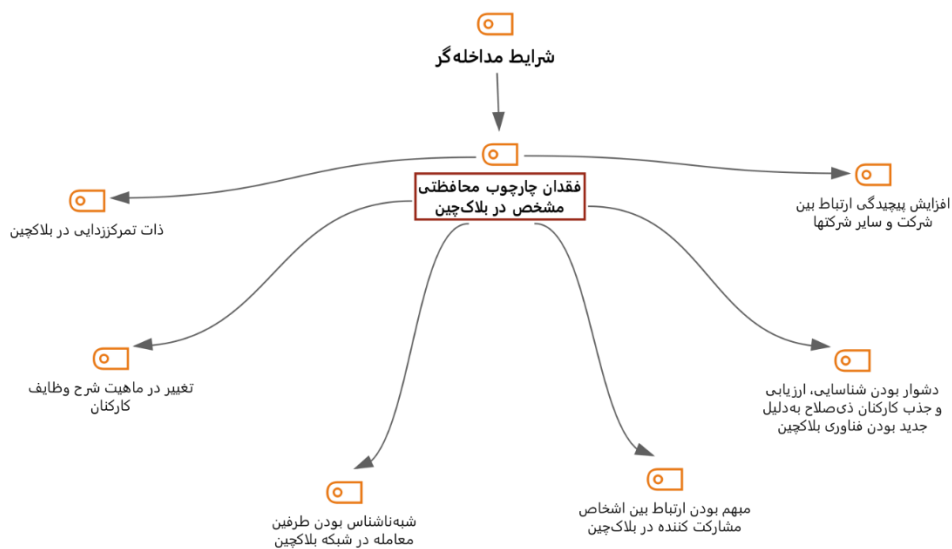 شرایط مداخله‌گر
فقدان چارچوب محافظتی
مشخص در بلاک‌چین
افزایش پیچیدگی ارتباط بین
شرکت و سایر شرکتها
ذات تمرکززدایی در بلاکچین
دشوار بودن شناسایی، ارزیابی
و جذب کارکنان ذی‌صلاح به‌دلیل
جدید بودن فناوری بلاکچین
تغییر در ماهیت شرح وظایف
کارکنان
مبهم بودن ارتباط بین اشخاص
مشارکت کننده در بلاک‌چین
شبه‌ناشناس بودن طرفین
معامله در شبکه بلاکچین